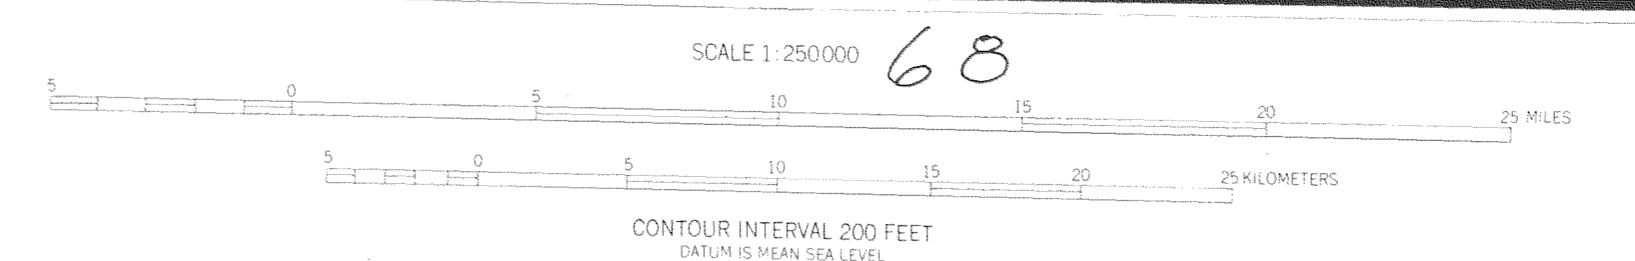 SCALE 1:250000 68
5 0 5 10 15 20 25 MILES
5 0 5 10 15 20 25 KILOMETERS
CONTOUR INTERVAL 200 FEET
DATUM IS MEAN SEA LEVEL